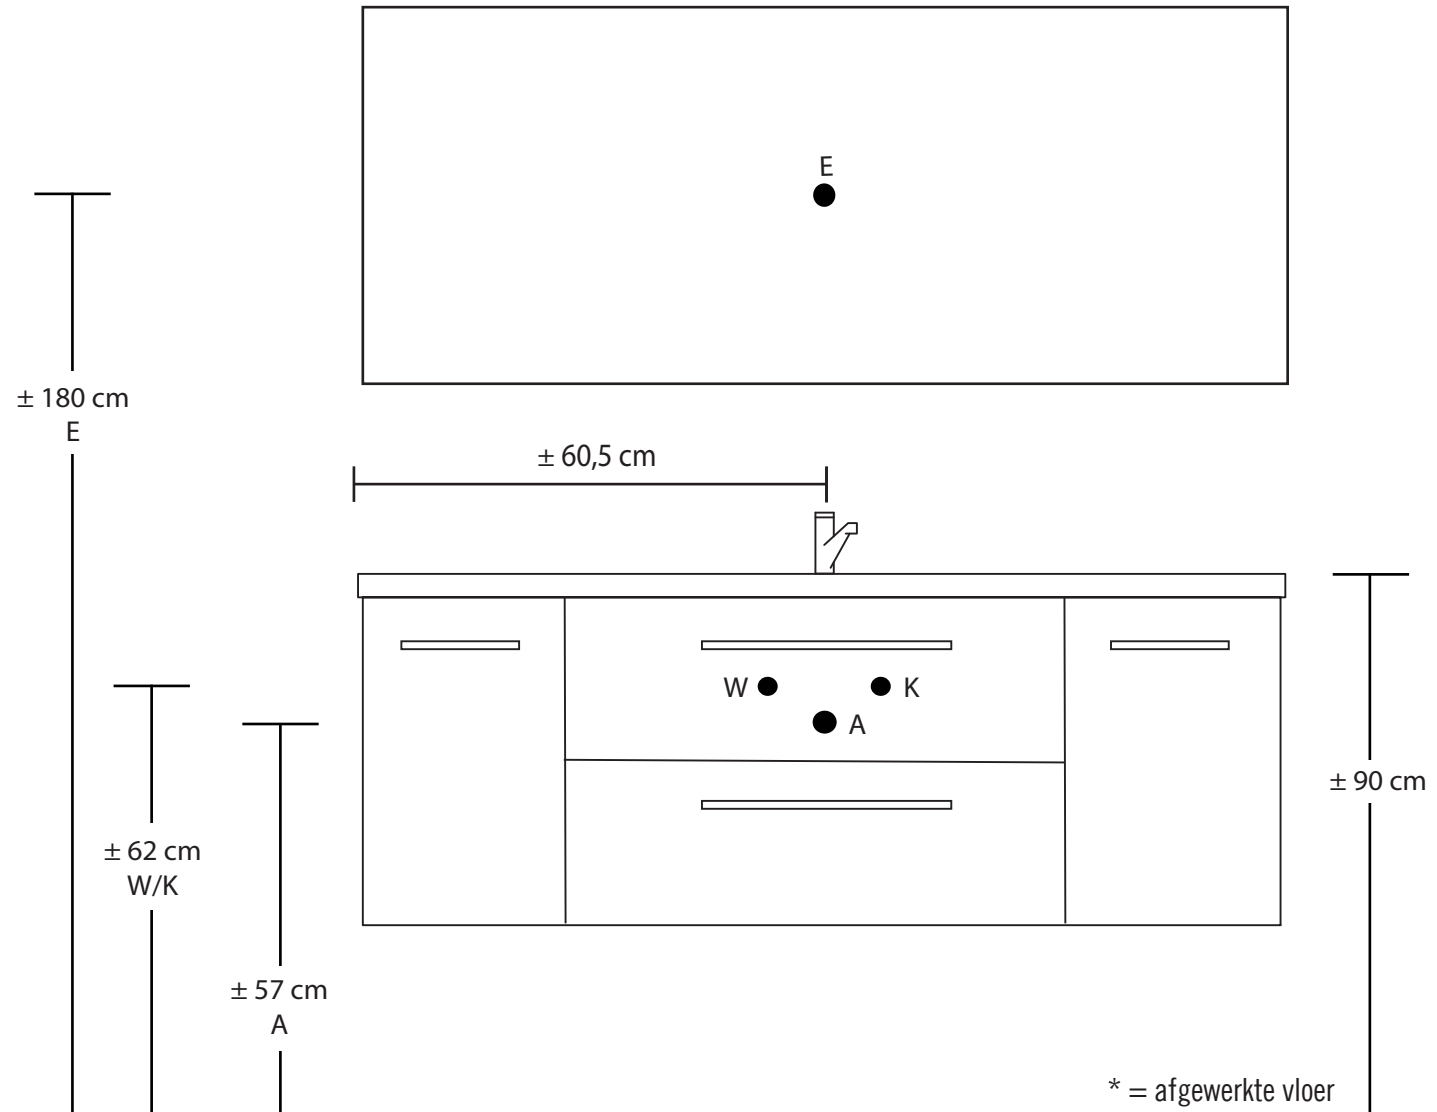 E
± 180 cm
E
± 60,5 cm
W
K
A
± 90 cm
± 62 cm
W/K
± 57 cm
A
* = afgewerkte vloer